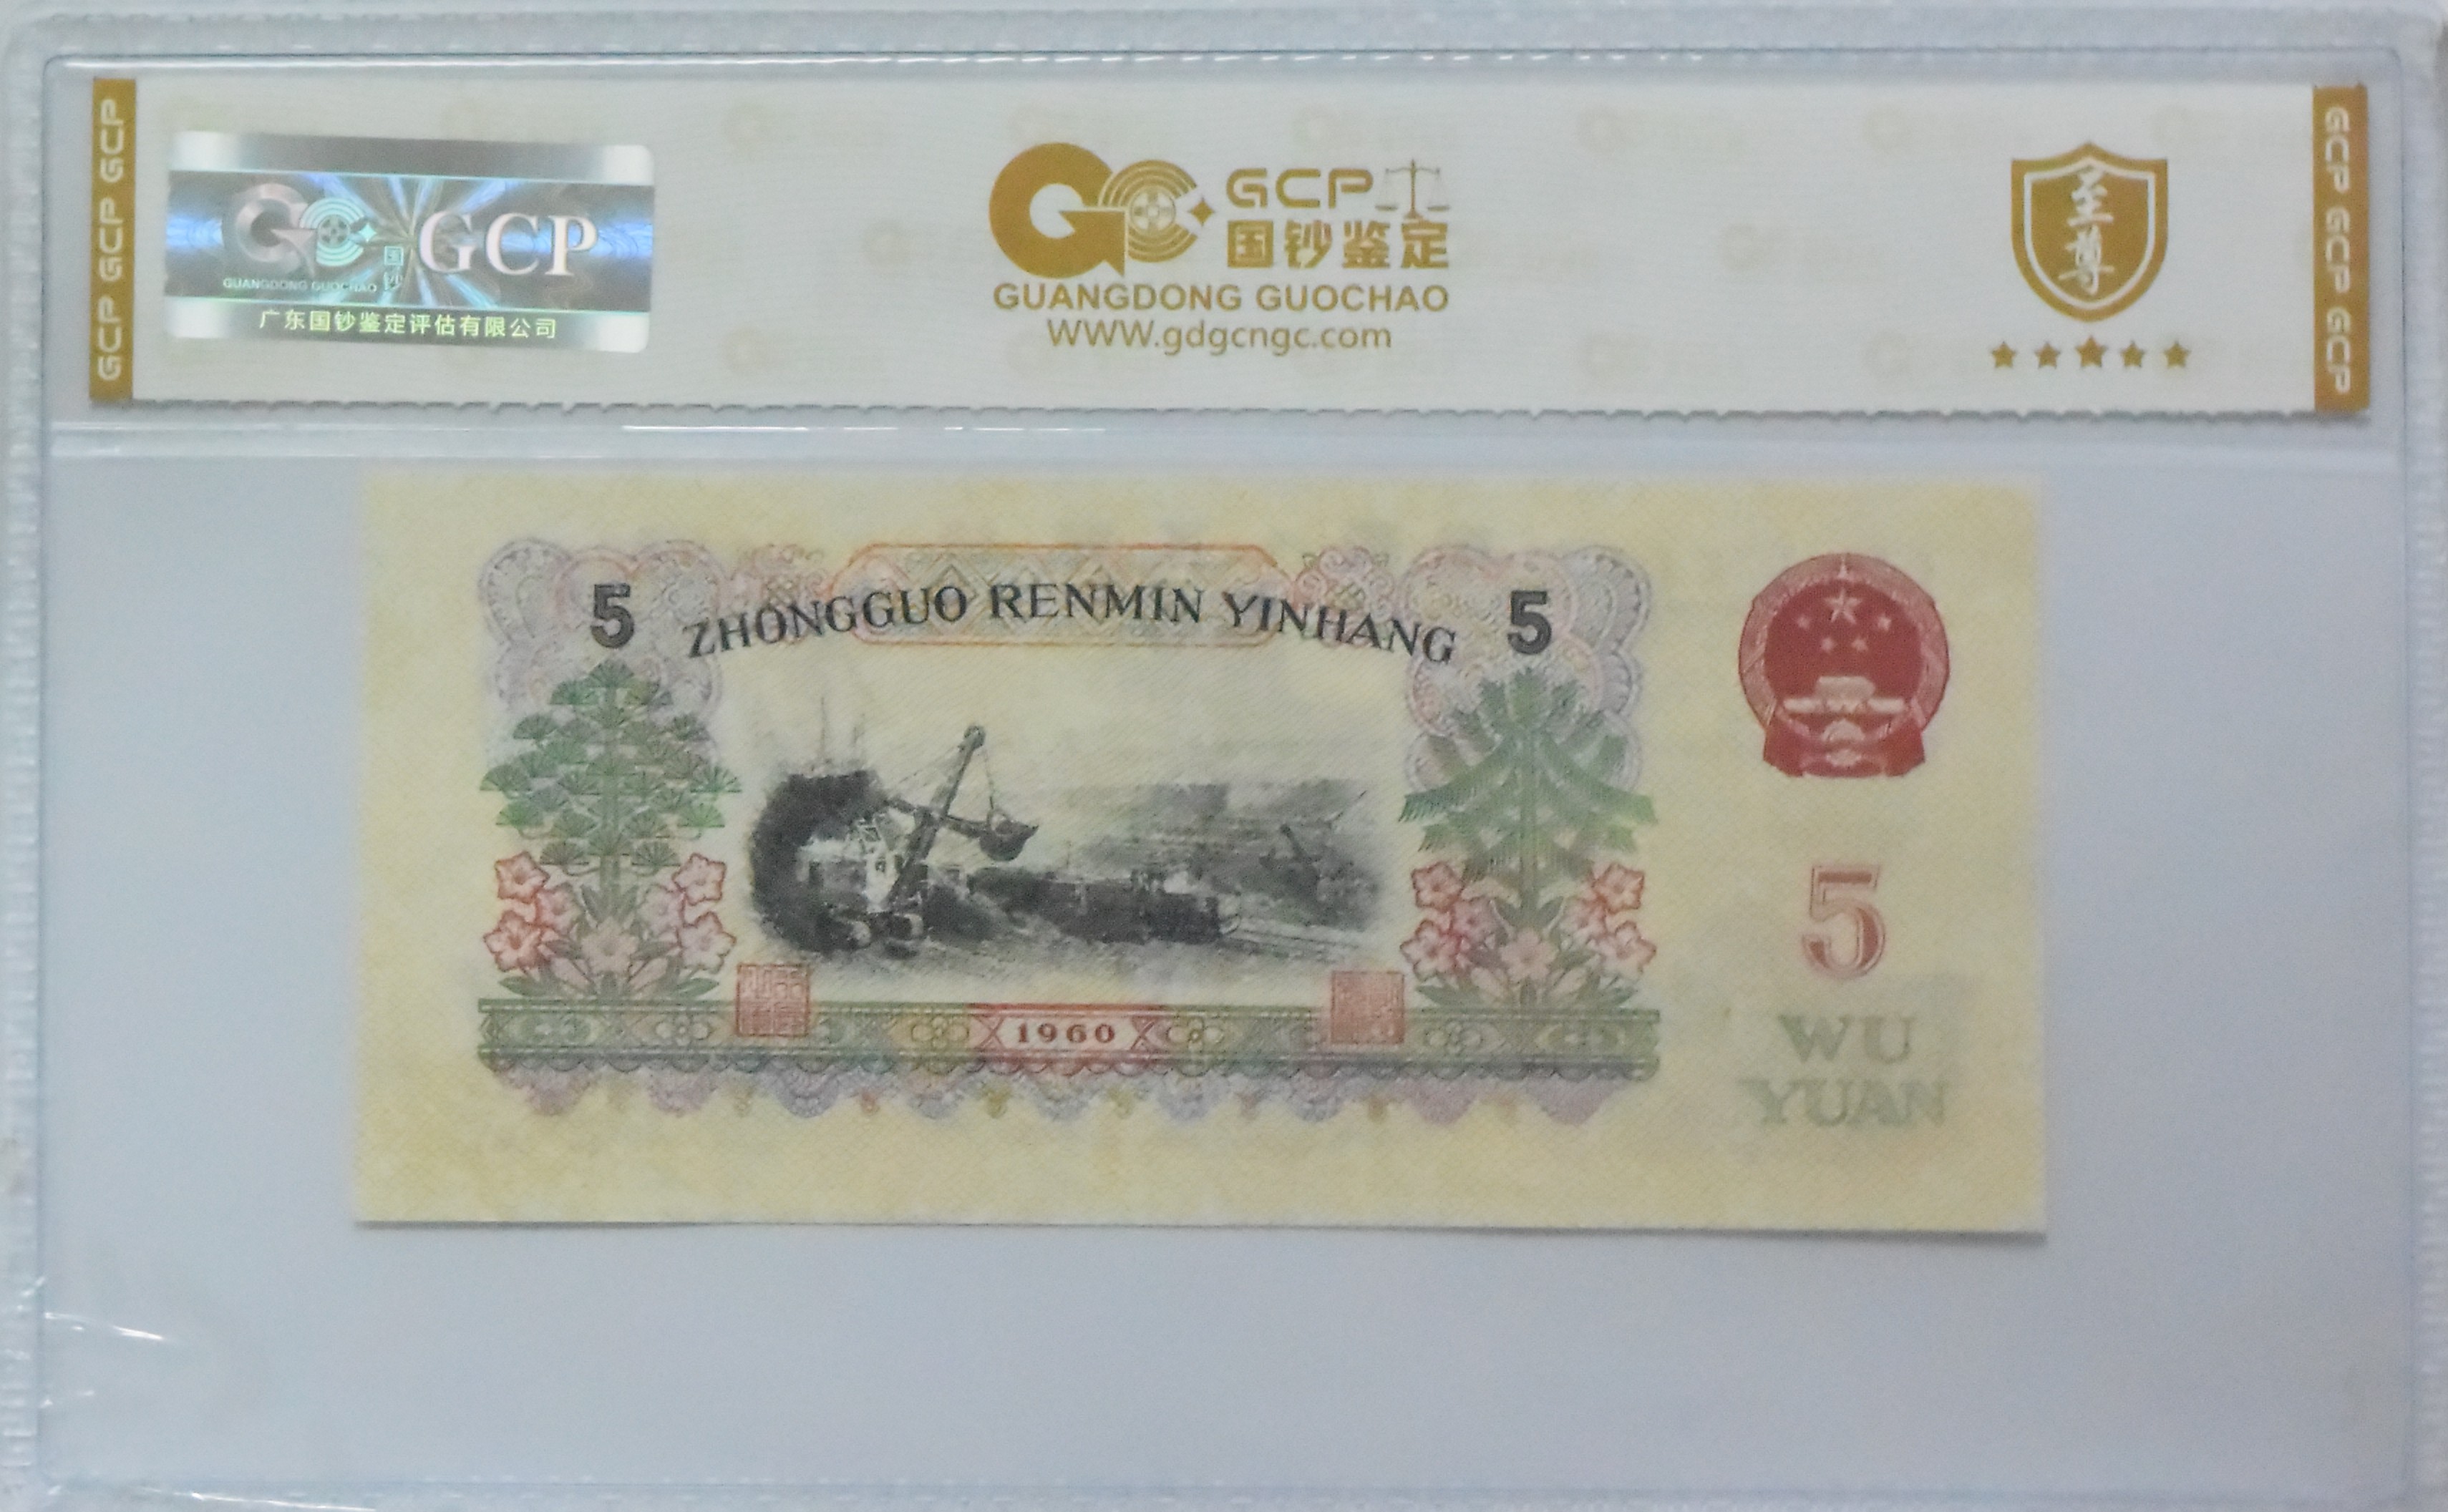 GCP GCP GCP
GUANGDONG GUOCHAO
国钞
GCP
广东国钞鉴定评估有限公司
GCP
国钞鉴定
GUANGDONG GUOCHAO
WWW.gdgcngc.com
至尊
GCP GCP GCP
5
ZHONGGUO RENMIN YINHANG
5
1960
5
WU
YUAN